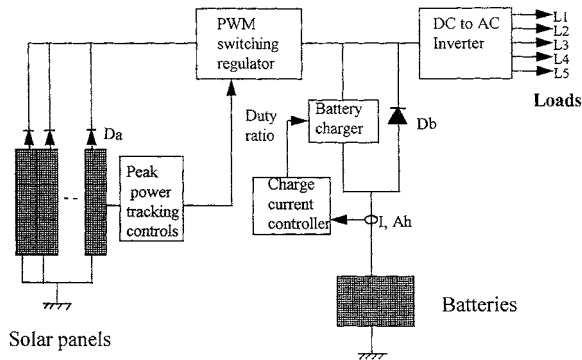 PWM
switching
regulator
DC to AC
Inverter
L1
L2
L3
L4
L5
Loads
Da
Duty
ratio
Battery
charger
Db
Peak
power
tracking
controls
Charge
current
controller
I, Ah
Batteries
Solar panels